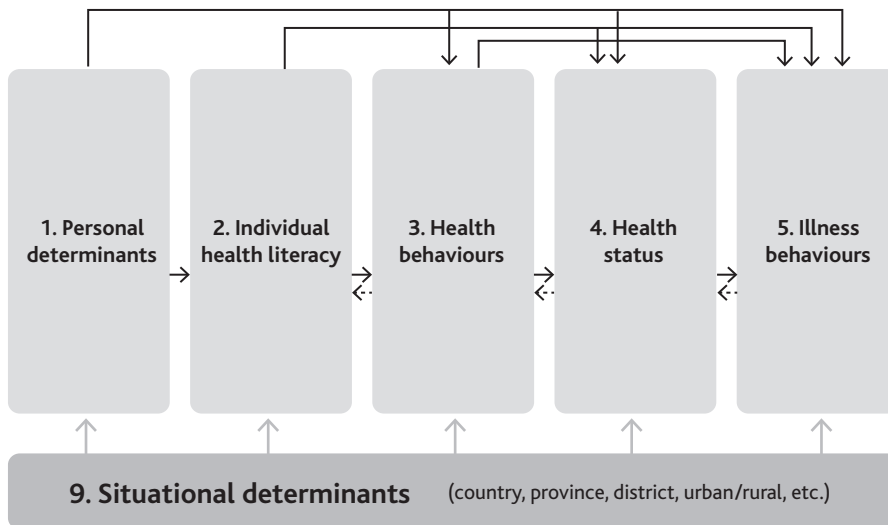 1. Personal
determinants
2. Individual
health literacy
3. Health
behaviours
4. Health
status
5. Illness
behaviours
9. Situational determinants (country, province, district, urban/rural, etc.)